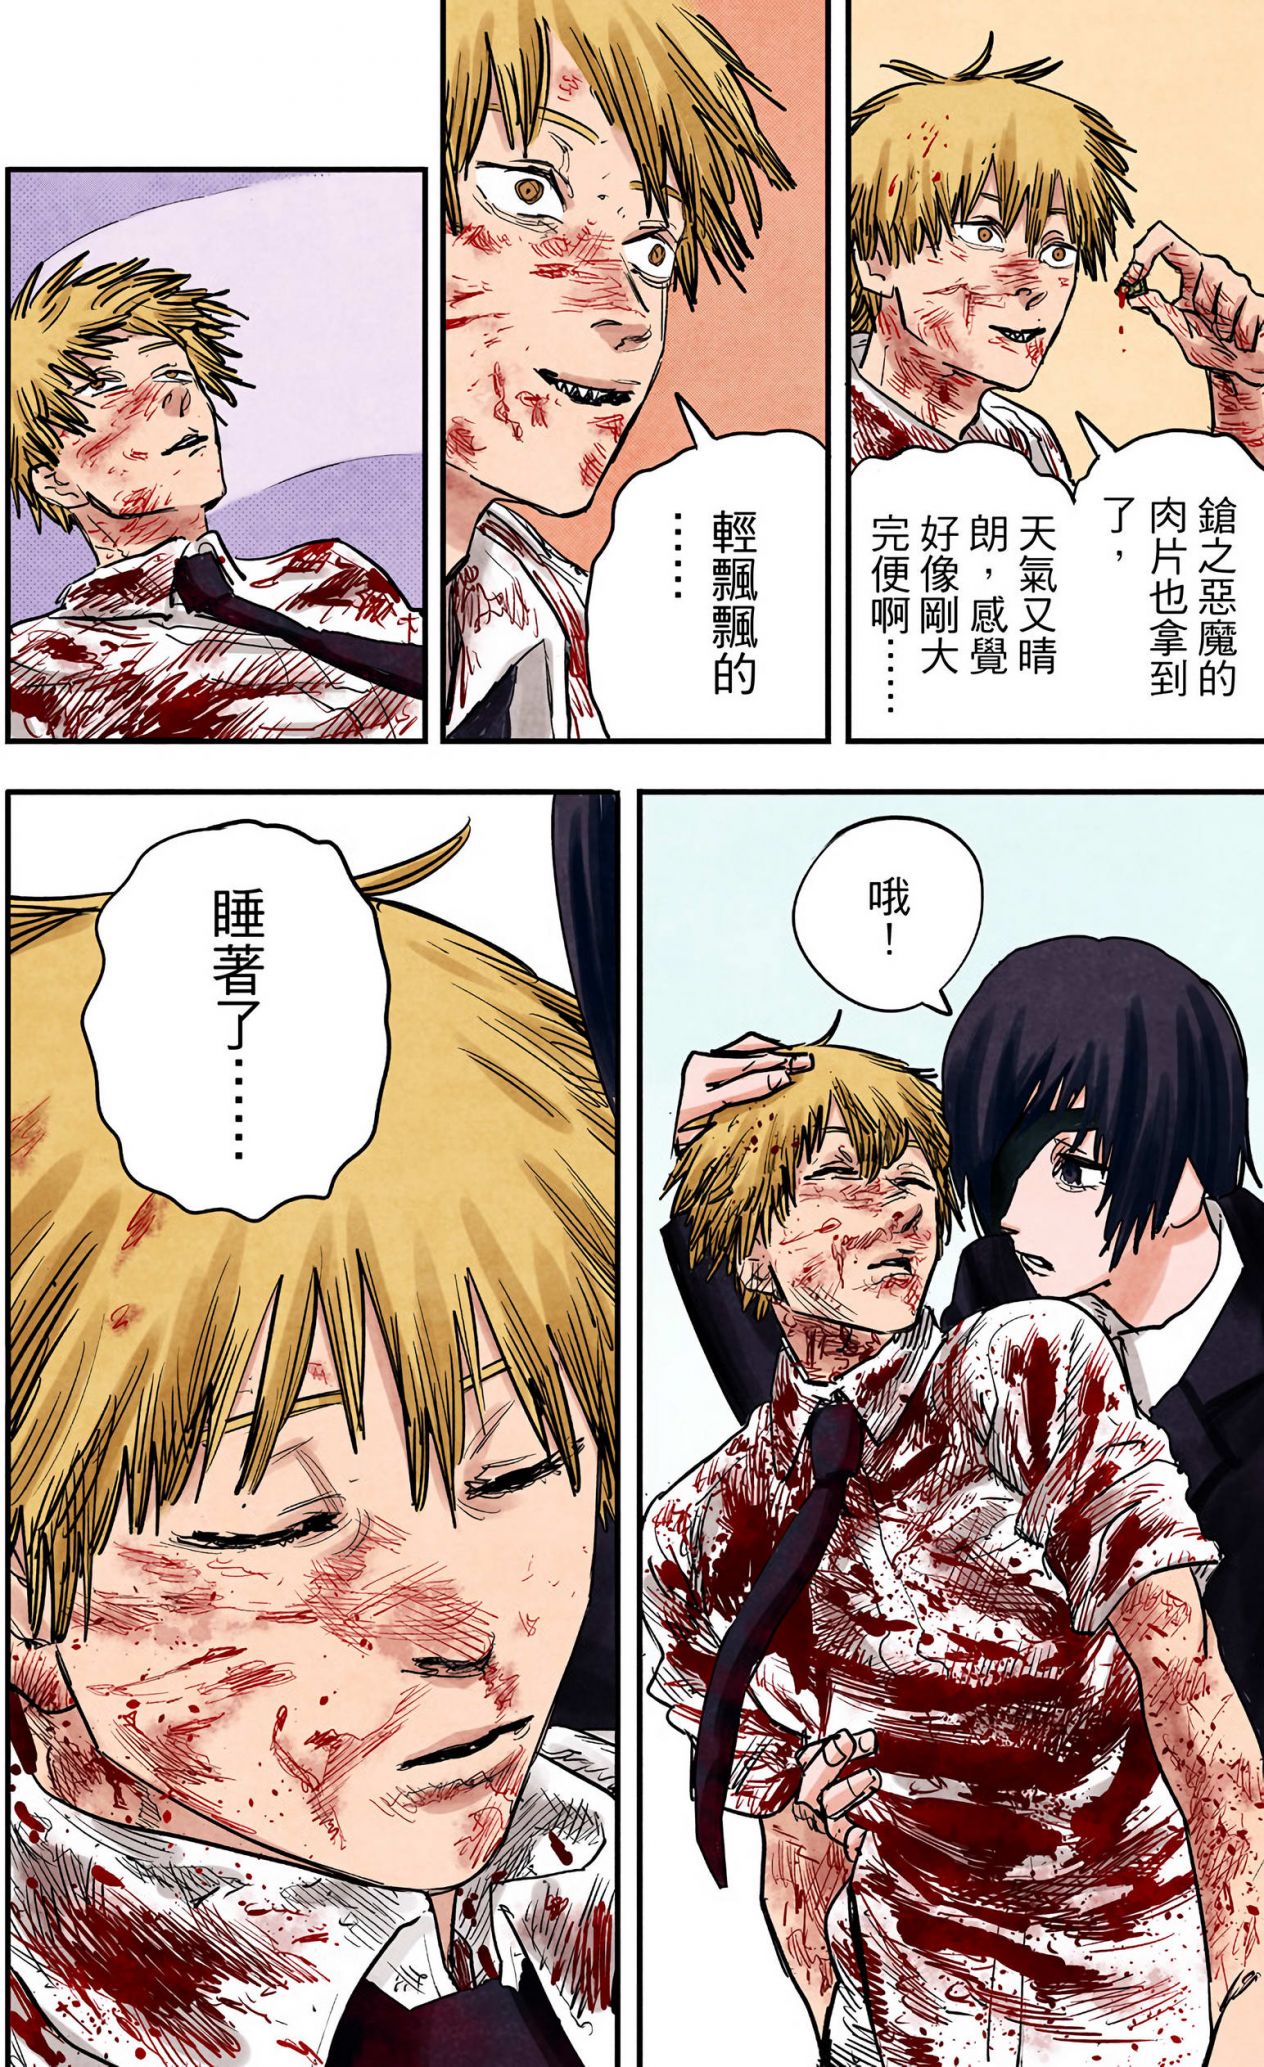 鎗之惡魔的
肉片也拿到
了，
天氣又晴
朗，感覺
好像剛大
完便啊……
輕飄飄的
……
哦！
睡著了……